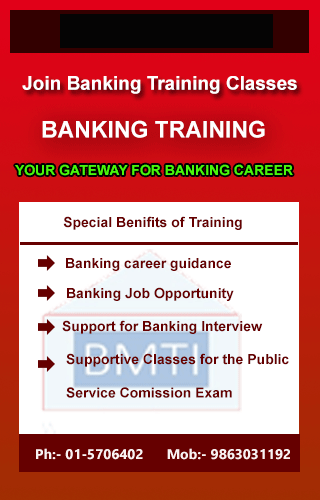 Join Banking Training Classes
BANKING TRAINING
YOUR GATEWAY FOR BANKING CAREER
Special Benifits of Training
Banking career guidance
Banking Job Opportunity
Support for Banking Interview
Supportive Classes for the Public
Service Comission Exam
BMTI
Ph:- 01-5706402 Mob:- 9863031192